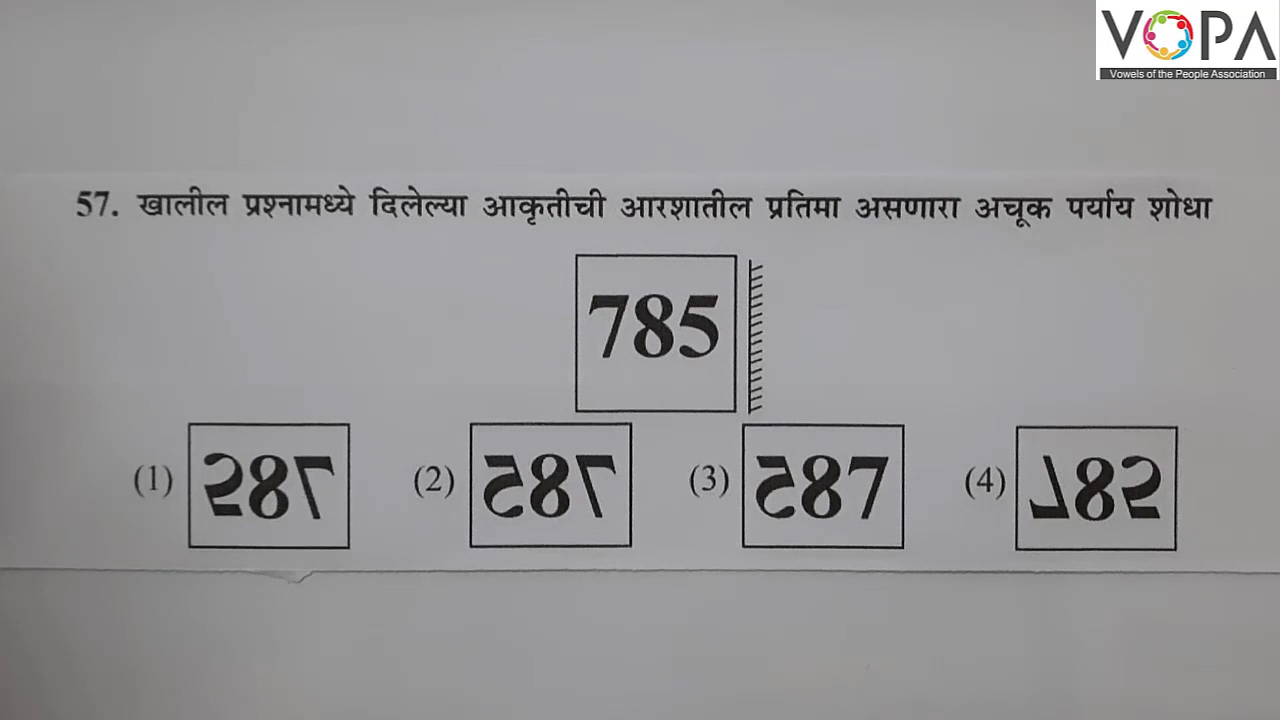 VOPA
Vowels of the People Association
57. खालील प्रश्नामध्ये दिलेल्या आकृतीची आरशातील प्रतिमा असणारा अचूक पर्याय शोधा
785
(1) (2) (3) 87 (4)